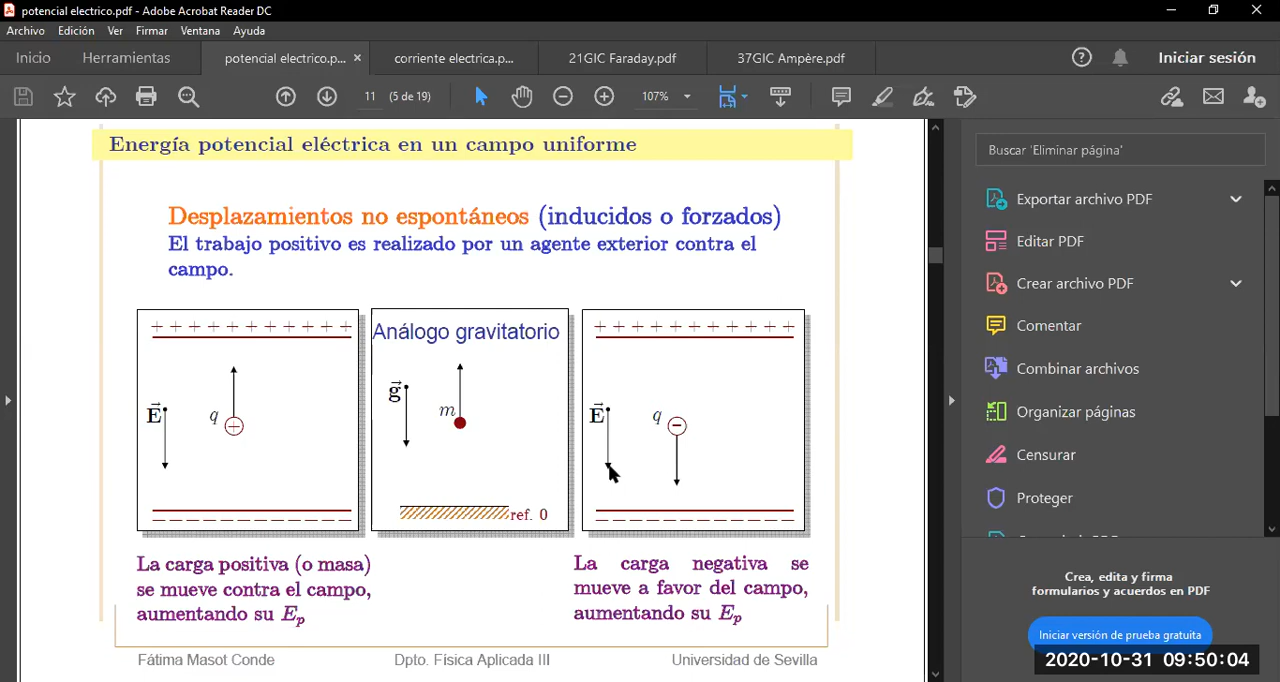 potencial electrico.pdf - Adobe Acrobat Reader DC
Archivo Edición Ver Firmar Ventana Ayuda
Inicio Herramientas potencial electrico.p... × corriente electrica.p... 21GIC Faraday.pdf 37GIC Ampère.pdf Iniciar sesión
11 (5 de 19) 107%
Energía potencial eléctrica en un campo uniforme
Desplazamientos no espontáneos (inducidos o forzados)
El trabajo positivo es realizado por un agente exterior contra el
campo.
+ + + + + + + + + +
E⃗
q
+
− − − − − − − − − −
Análogo gravitatorio
g⃗
m
ref. 0
+ + + + + + + + + +
E⃗
q
−
− − − − − − − − − −
La carga positiva (o masa)
se mueve contra el campo,
aumentando su Eₚ
La carga negativa se
mueve a favor del campo,
aumentando su Eₚ
Fátima Masot Conde Dpto. Física Aplicada III Universidad de Sevilla
Buscar 'Eliminar página'
Exportar archivo PDF
Editar PDF
Crear archivo PDF
Comentar
Combinar archivos
Organizar páginas
Censurar
Proteger
Crea, edita y firma
formularios y acuerdos en PDF
Iniciar versión de prueba gratuita
2020-10-31 09:50:04